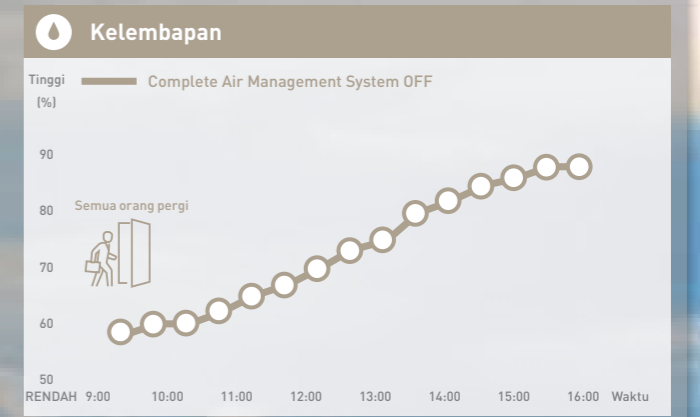 Kelembapan
Tinggi
(%)
Complete Air Management System OFF
90
80
Semua orang pergi
70
60
50
RENDAH 9:00 10:00 11:00 12:00 13:00 14:00 15:00 16:00 Waktu